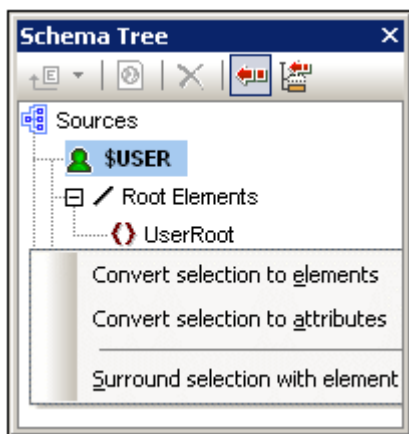 Schema Tree
Sources
$USER
Root Elements
UserRoot
Convert selection to elements
Convert selection to attributes
Surround selection with element